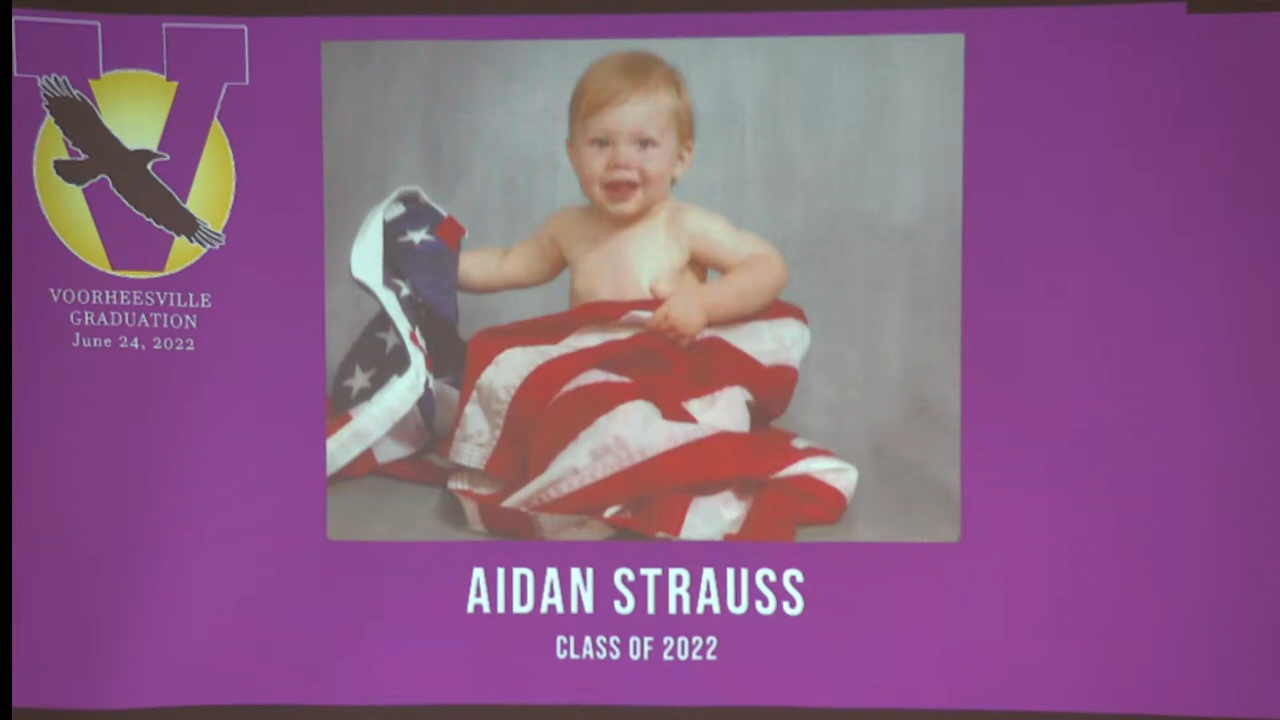 VOORHEESVILLE
GRADUATION
June 24, 2022
AIDAN STRAUSS
CLASS OF 2022